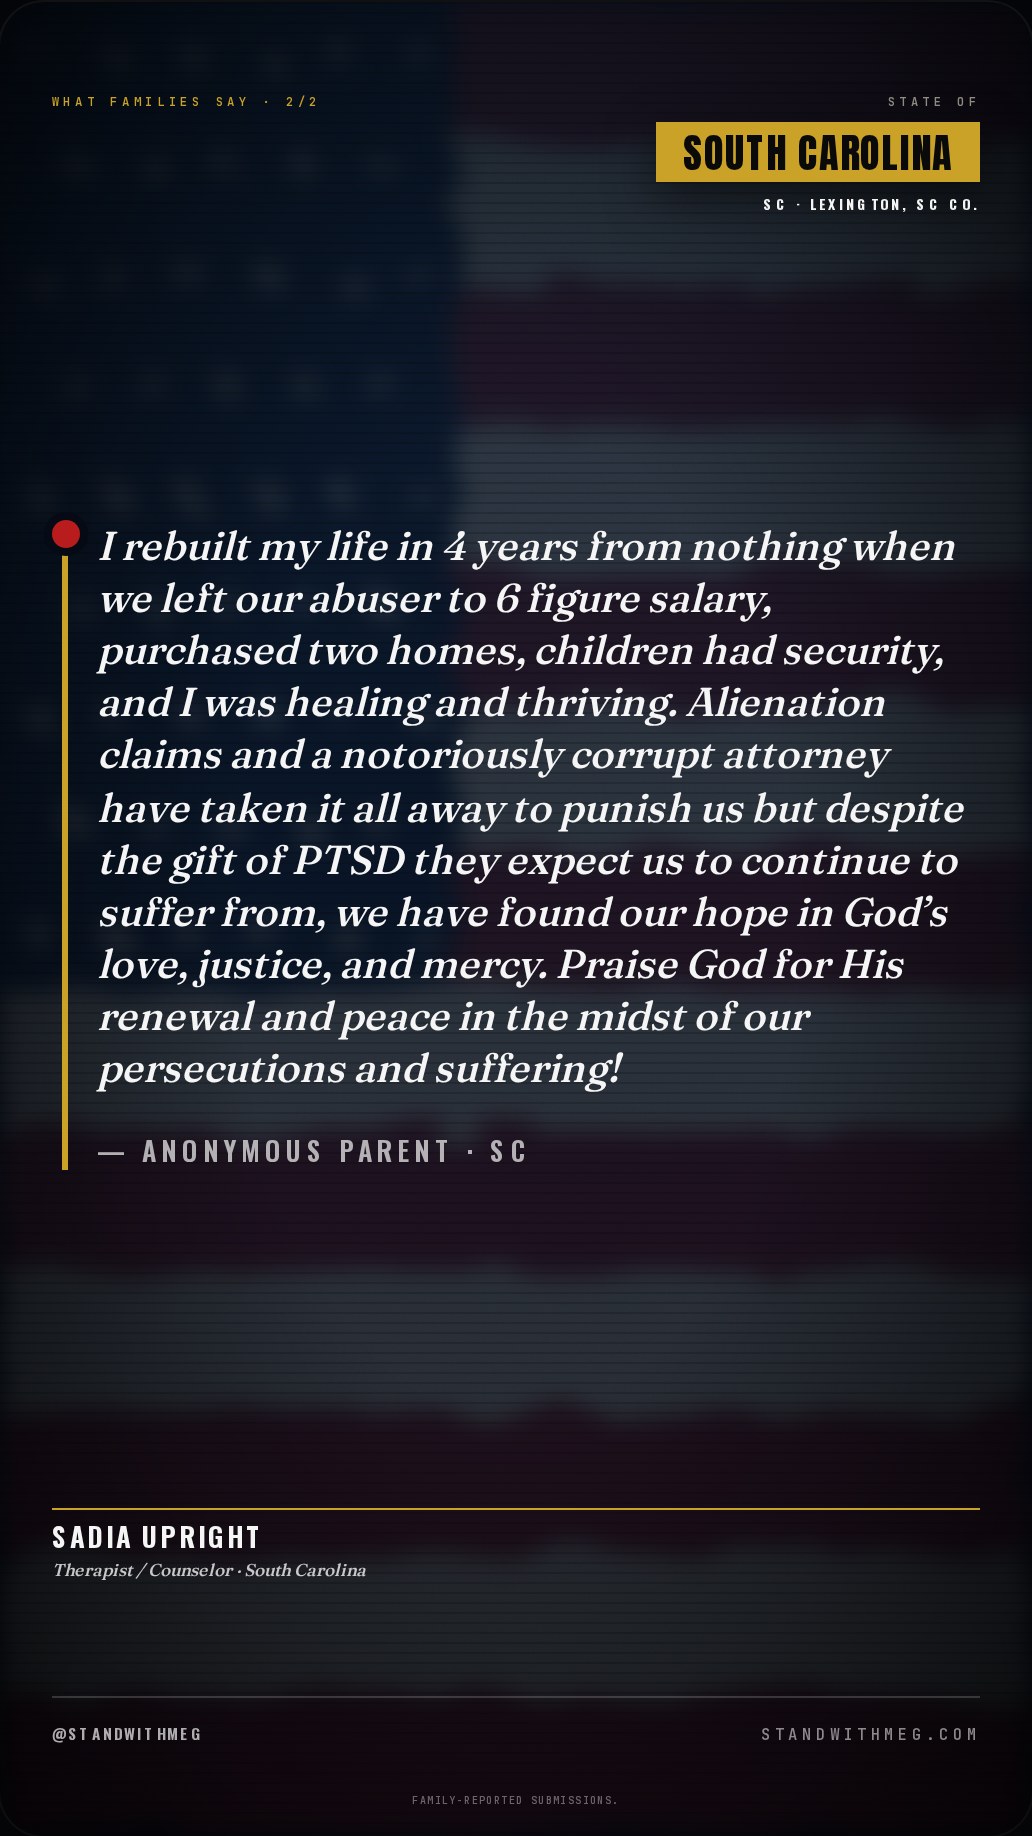 WHAT FAMILIES SAY · 2/2
STATE OF
SOUTH CAROLINA
SC · LEXINGTON, SC CO.
I rebuilt my life in 4 years from nothing when
we left our abuser to 6 figure salary,
purchased two homes, children had security,
and I was healing and thriving. Alienation
claims and a notoriously corrupt attorney
have taken it all away to punish us but despite
the gift of PTSD they expect us to continue to
suffer from, we have found our hope in God’s
love, justice, and mercy. Praise God for His
renewal and peace in the midst of our
persecutions and suffering!
— ANONYMOUS PARENT · SC
SADIA UPRIGHT
Therapist / Counselor · South Carolina
@STANDWITHMEG
STANDWITHMEG.COM
FAMILY-REPORTED SUBMISSIONS.